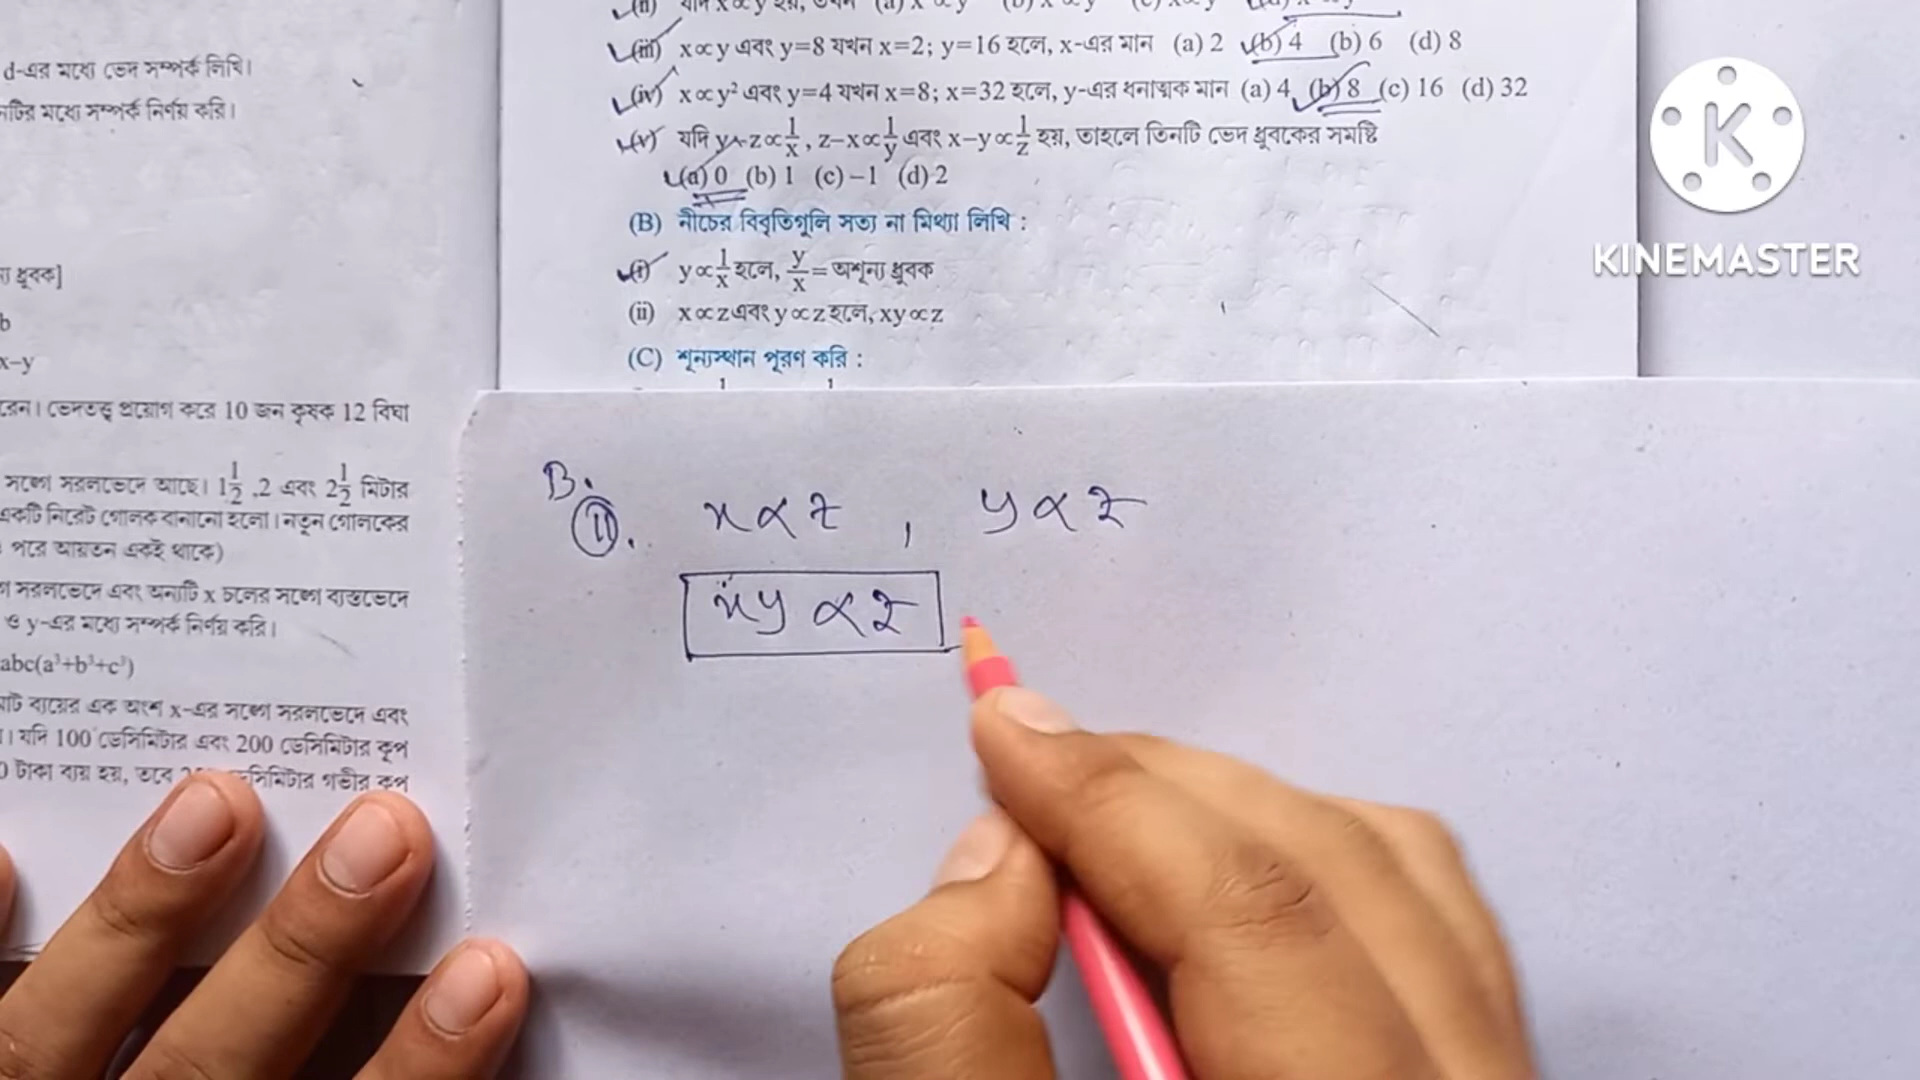 d-এর মধ্যে ভেদ সম্পর্ক লিখি।
টির মধ্যে সম্পর্ক নির্ণয় করি।
ধ্রুবক]
b
x–y
রেন। ভেদতত্ত্ব প্রয়োগ করে 10 জন কৃষক 12 বিঘা
সঙ্গে সরলভেদে আছে। 1 1/2 ,2 এবং 2 1/2 মিটার
একটি নিরেট গোলক বানানো হলো। নতুন গোলকের
পরে আয়তন একই থাকে)
সরলভেদে এবং অন্যটি x চলের সঙ্গে ব্যস্তভেদে
ও y-এর মধ্যে সম্পর্ক নির্ণয় করি।
abc(a³+b³+c³)
ব্যয়ের এক অংশ x-এর সঙ্গে সরলভেদে এবং
। যদি 100 ডেসিমিটার এবং 200 ডেসিমিটার কূপ
টাকা ব্যয় হয়, তবে গভীর কূপ
(iii) x∝y এবং y=8 যখন x=2; y=16 হলে, x-এর মান (a) 2 (b) 4 (b) 6 (d) 8
(iv) x∝y² এবং y=4 যখন x=8; x=32 হলে, y-এর ধনাত্মক মান (a) 4 (b) 8 (c) 16 (d) 32
(v) যদি y–z∝1/x, z–x∝1/y এবং x–y∝1/z হয়, তাহলে তিনটি ভেদ ধ্রুবকের সমষ্টি
(a) 0 (b) 1 (c) –1 (d) 2
(B) নীচের বিবৃতিগুলি সত্য না মিথ্যা লিখি :
(i) y∝1/x হলে, y/x = অশূন্য ধ্রুবক
(ii) x∝z এবং y∝z হলে, xy∝z
(C) শূন্যস্থান পূরণ করি :
B.
(ii). x∝z , y∝z
xy∝z
K
KINEMASTER